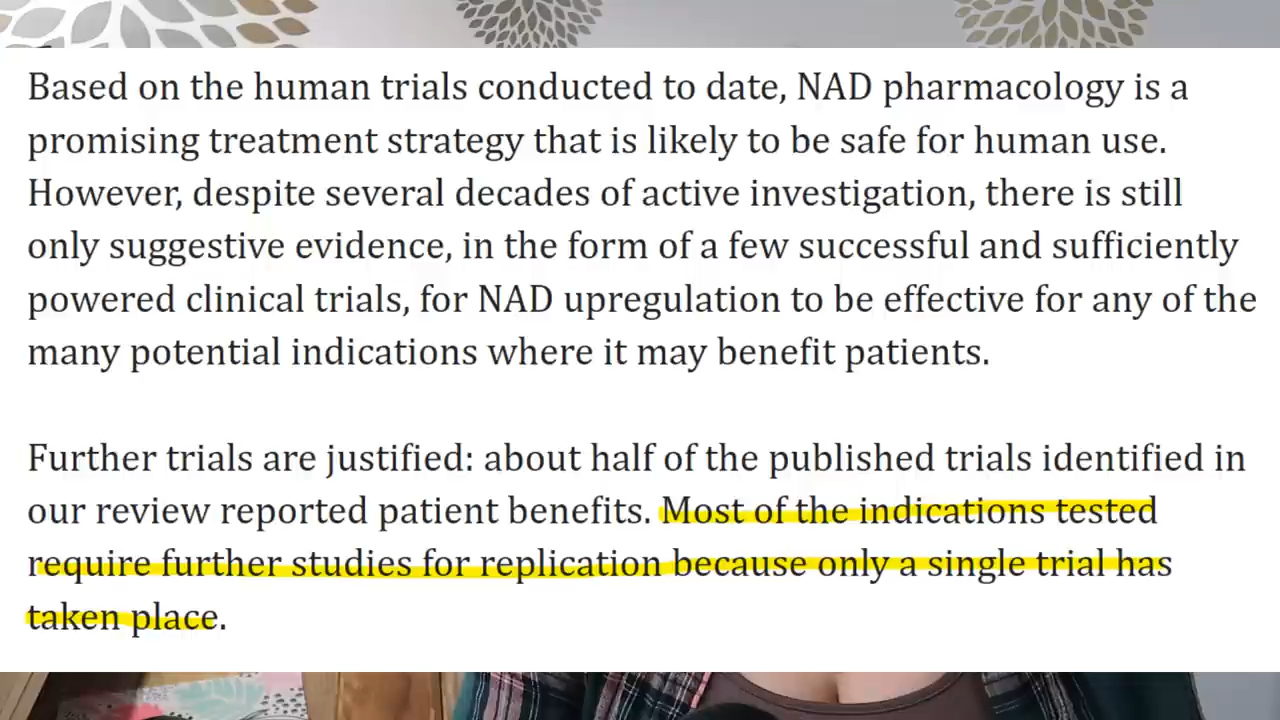 Based on the human trials conducted to date, NAD pharmacology is a
promising treatment strategy that is likely to be safe for human use.
However, despite several decades of active investigation, there is still
only suggestive evidence, in the form of a few successful and sufficiently
powered clinical trials, for NAD upregulation to be effective for any of the
many potential indications where it may benefit patients.
Further trials are justified: about half of the published trials identified in
our review reported patient benefits. Most of the indications tested
require further studies for replication because only a single trial has
taken place.